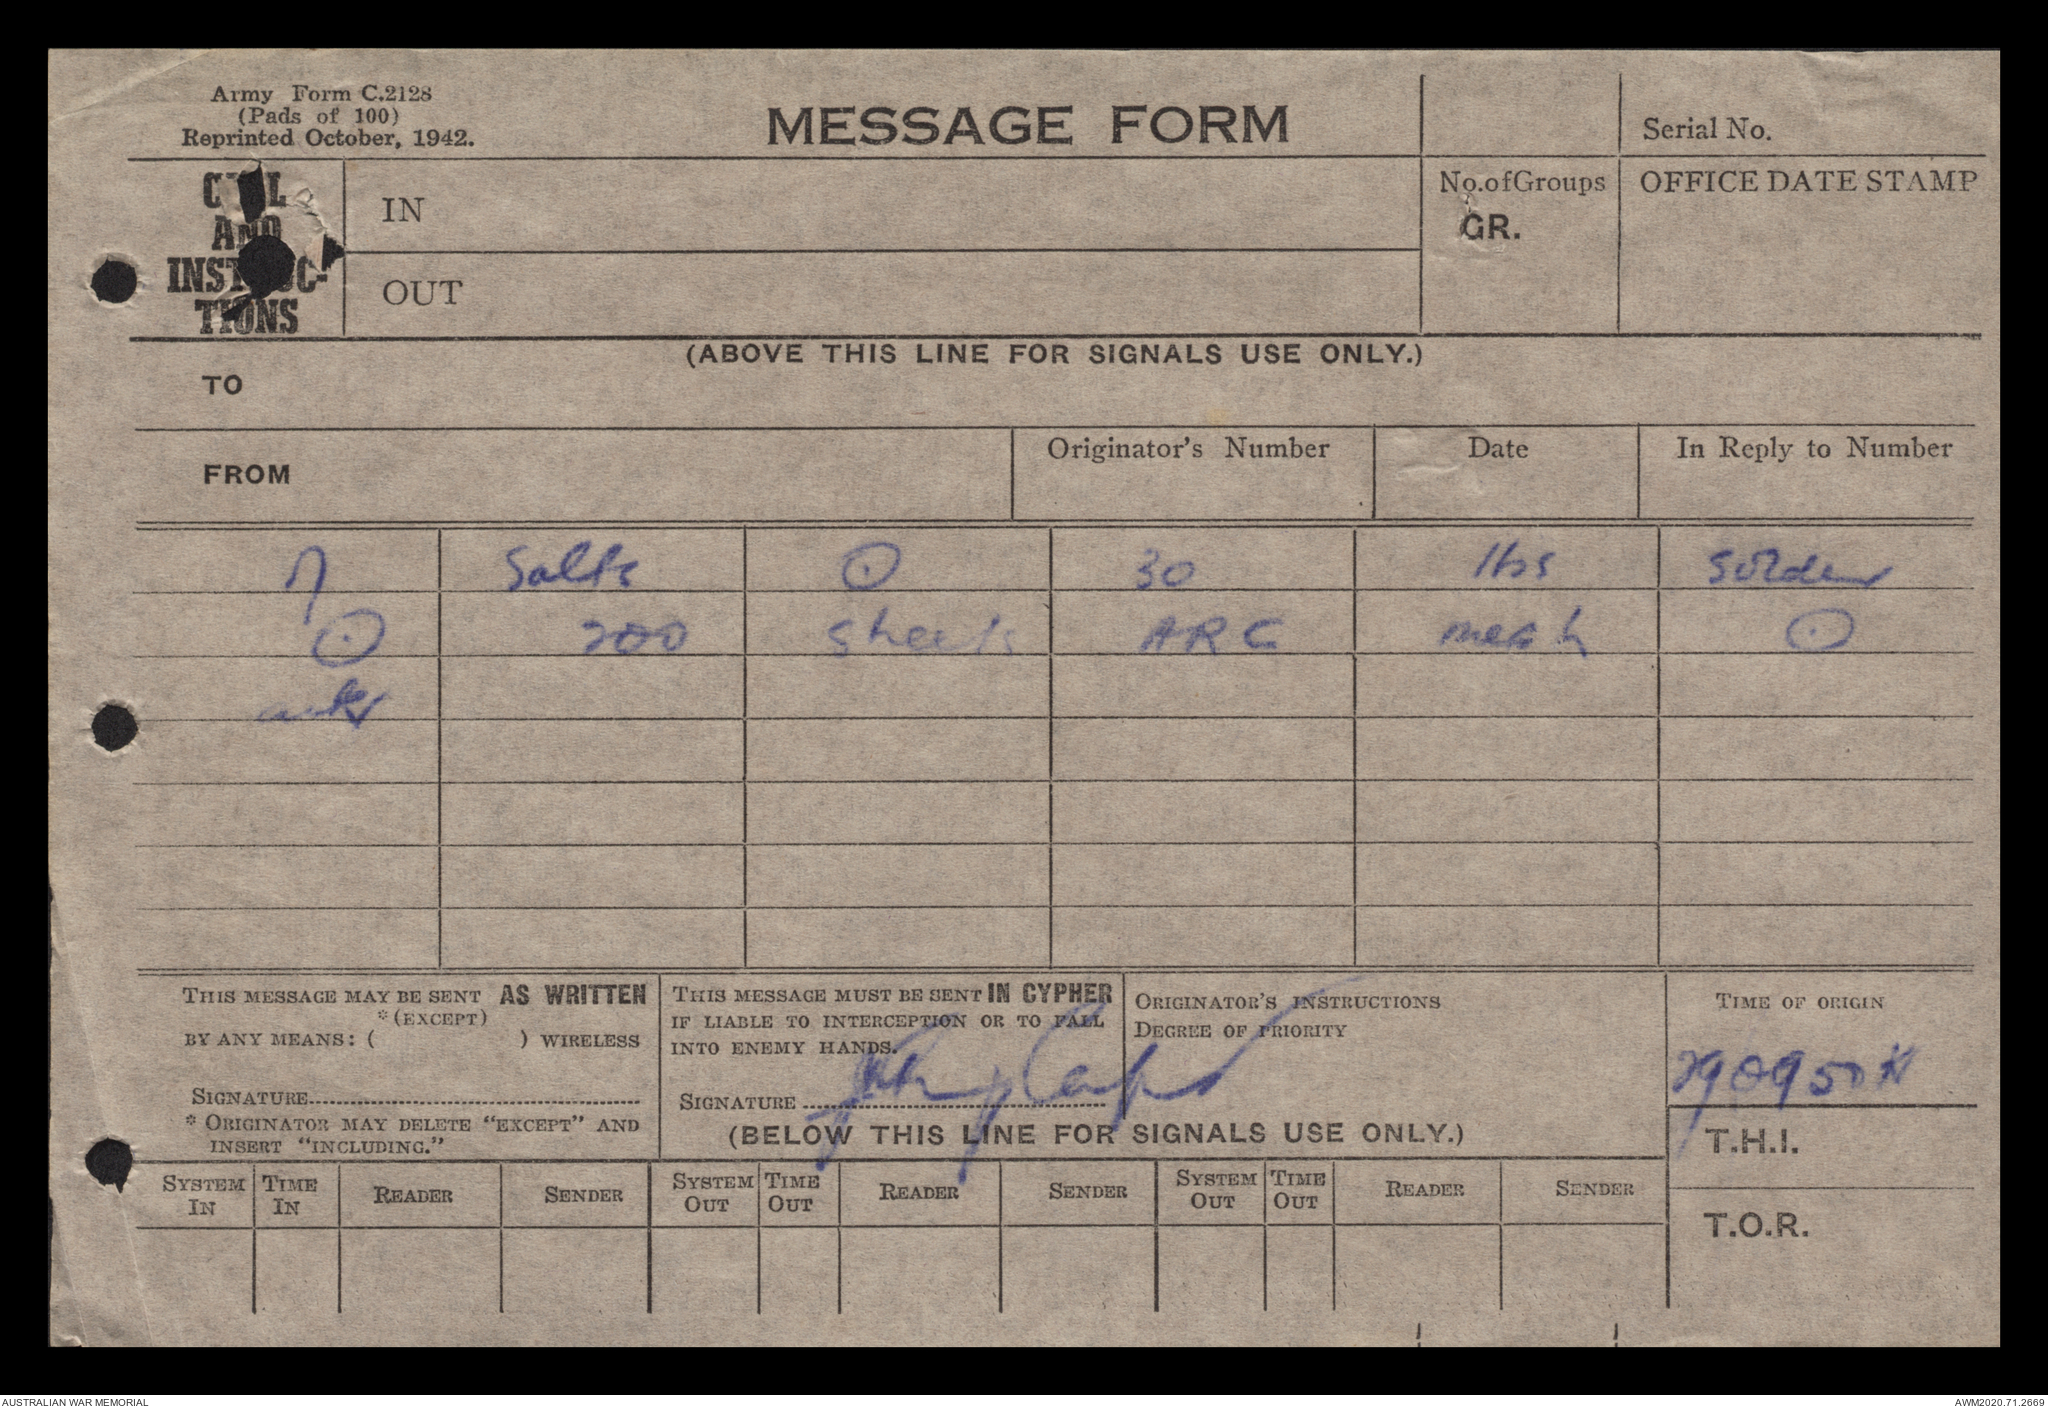 Army Form C.2128
(Pads of 100)
Reprinted October, 1942.
MESSAGE FORM
Serial No.
AND
TIONS
IN
OUT
No. of Groups
GR.
OFFICE DATE STAMP
(ABOVE THIS LINE FOR SIGNALS USE ONLY.)
TO
FROM
Originator's Number
Date
In Reply to Number
Salts ⊙ 30 lbs solder
⊙ 200 sheets ARC mesh ⊙
THIS MESSAGE MAY BE SENT AS WRITTEN
*(EXCEPT)
BY ANY MEANS: ( ) WIRELESS
SIGNATURE
* ORIGINATOR MAY DELETE "EXCEPT" AND
INSERT "INCLUDING."
THIS MESSAGE MUST BE SENT IN CYPHER
IF LIABLE TO INTERCEPTION OR TO FALL
INTO ENEMY HANDS.
SIGNATURE
ORIGINATOR'S INSTRUCTIONS
DEGREE OF PRIORITY
TIME OF ORIGIN
290950K
(BELOW THIS LINE FOR SIGNALS USE ONLY.)
T.H.I.
T.O.R.
SYSTEM IN
TIME IN
READER
SENDER
SYSTEM OUT
TIME OUT
READER
SENDER
SYSTEM OUT
TIME OUT
READER
SENDER
AUSTRALIAN WAR MEMORIAL
AWM2020.71.2669